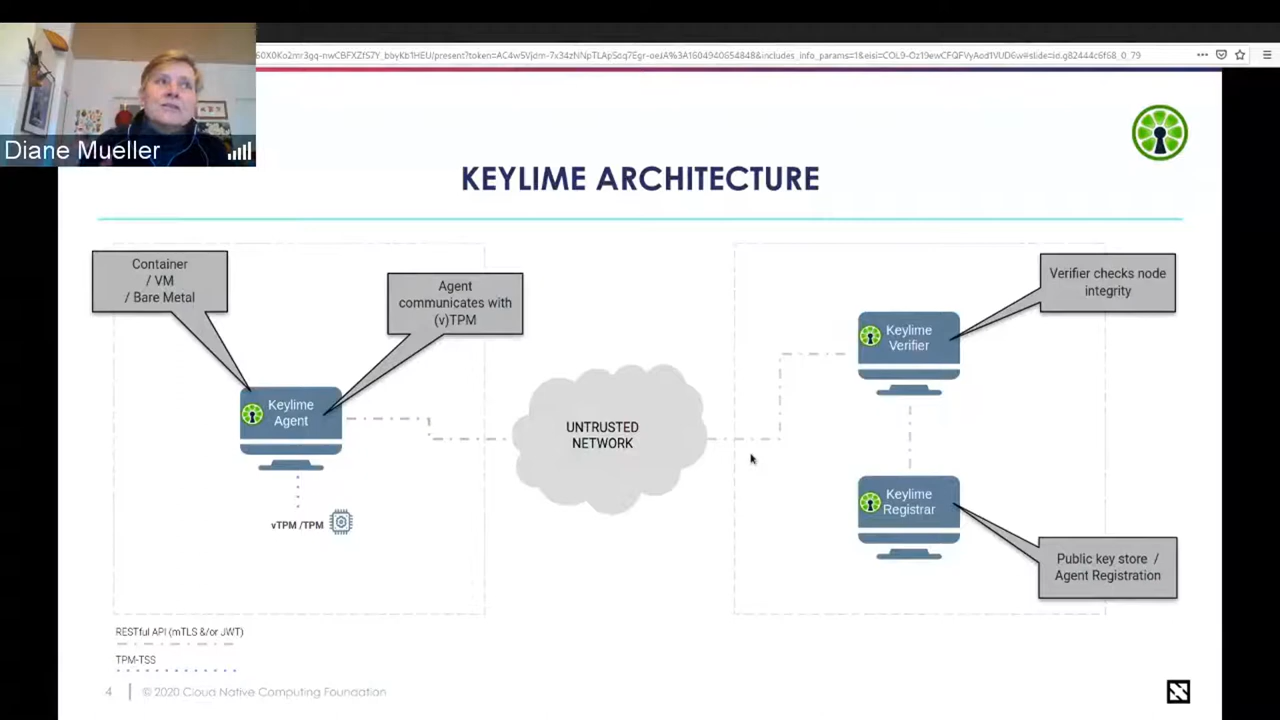 Diane Mueller
KEYLIME ARCHITECTURE
Container
/ VM
/ Bare Metal
Agent
communicates with
(v)TPM
Verifier checks node
integrity
Keylime
Verifier
Keylime
Agent
UNTRUSTED
NETWORK
Keylime
Registrar
vTPM /TPM
Public key store /
Agent Registration
RESTful API (mTLS &/or JWT)
TPM-TSS
4
© 2020 Cloud Native Computing Foundation